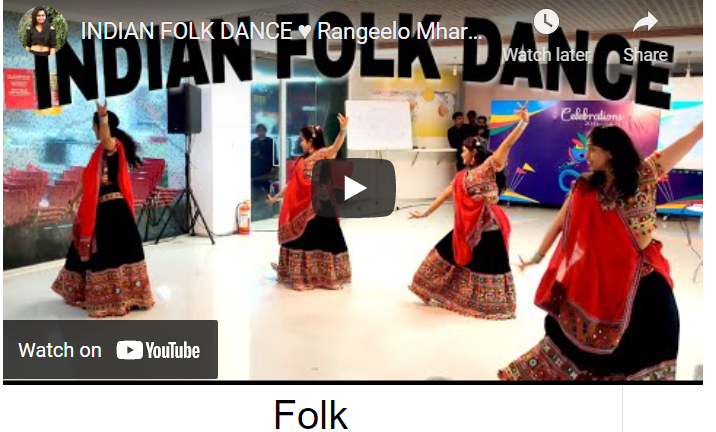 INDIAN FOLK DANCE ♥ Rangeelo Mhar...
Watch later
Share
INDIAN FOLK DANCE
Celebrations
Watch on YouTube
Folk